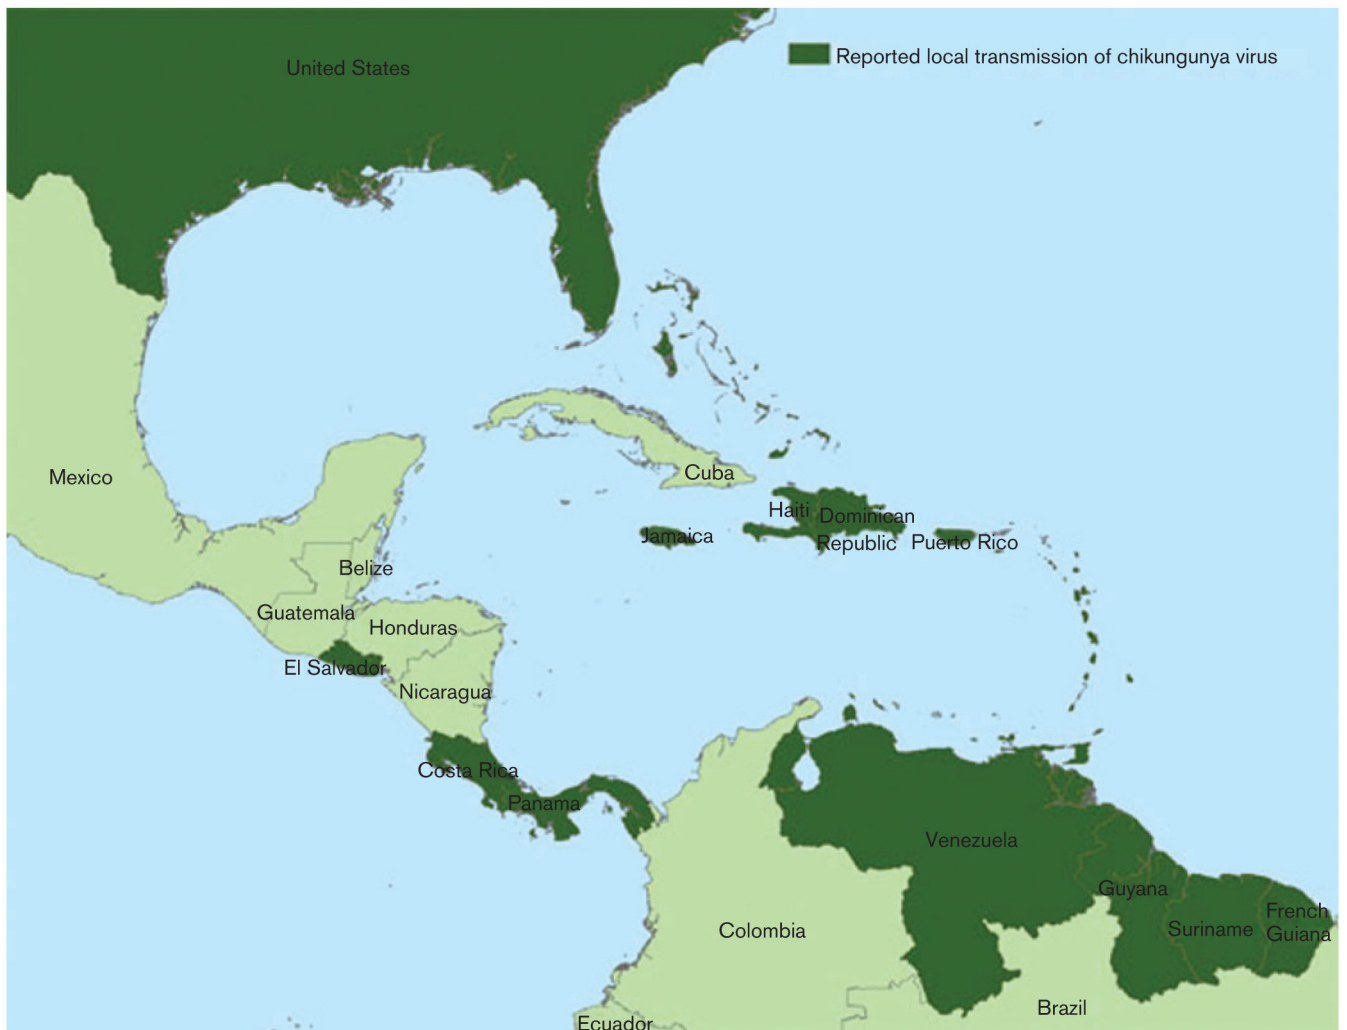 United States
Reported local transmission of chikungunya virus
Mexico
Cuba
Haiti
Dominican
Republic
Jamaica
Puerto Rico
Belize
Guatemala
Honduras
El Salvador
Nicaragua
Costa Rica
Panama
Venezuela
Guyana
Suriname
French
Guiana
Colombia
Brazil
Ecuador